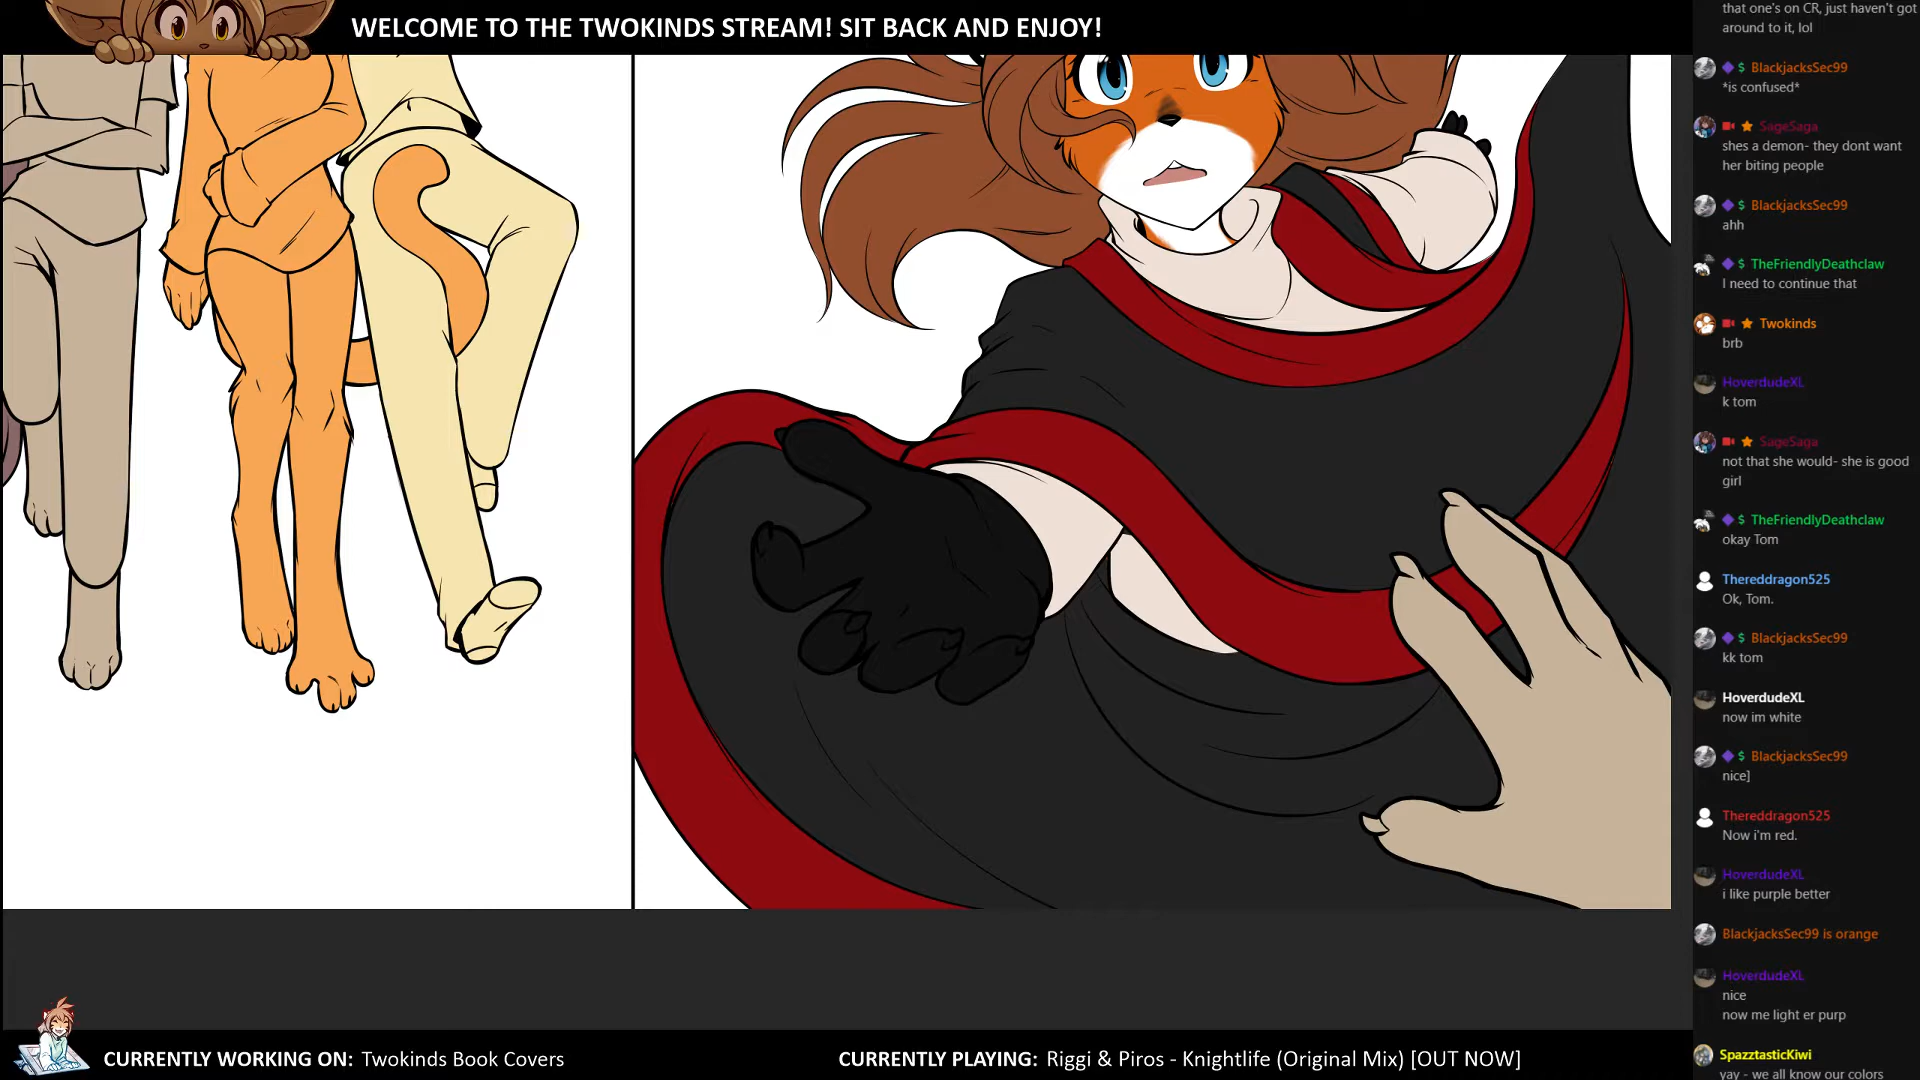 WELCOME TO THE TWOKINDS STREAM! SIT BACK AND ENJOY!
that one's on CR, just haven't got
around to it, lol
BlackjacksSec99
*is confused*
SageSaga
shes a demon- they dont want
her biting people
BlackjacksSec99
ahh
TheFriendlyDeathclaw
I need to continue that
Twokinds
brb
HoverdudeXL
k tom
SageSaga
not that she would- she is good
girl
TheFriendlyDeathclaw
okay Tom
Thereddragon525
Ok, Tom.
BlackjacksSec99
kk tom
HoverdudeXL
now im white
BlackjacksSec99
nice]
Thereddragon525
Now i'm red.
HoverdudeXL
i like purple better
BlackjacksSec99 is orange
HoverdudeXL
nice
now me light er purp
SpazztasticKiwi
yay - we all know our colors
CURRENTLY WORKING ON: Twokinds Book Covers
CURRENTLY PLAYING: Riggi & Piros - Knightlife (Original Mix) [OUT NOW]